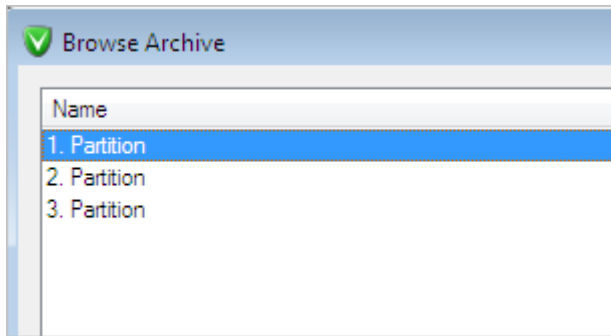 Browse Archive
Name
1. Partition
2. Partition
3. Partition